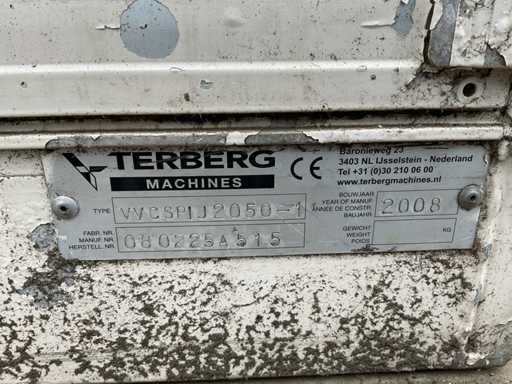 TERBERG
MACHINES
CE
Baronieweg 23
3403 NL IJsselstein - Nederland
Tel +31 (0)30 210 06 00
www.terbergmachines.nl
TYPE VVCSPIJ2050-1
FABR. NR.
MANUF. NR.
HERSTELL. NR.
080225A515
BOUWJAAR
YEAR OF MANUF.
ANNÉE DE CONSTR.
BAUJAHR
2008
GEWICHT
WEIGHT
POIDS
KG